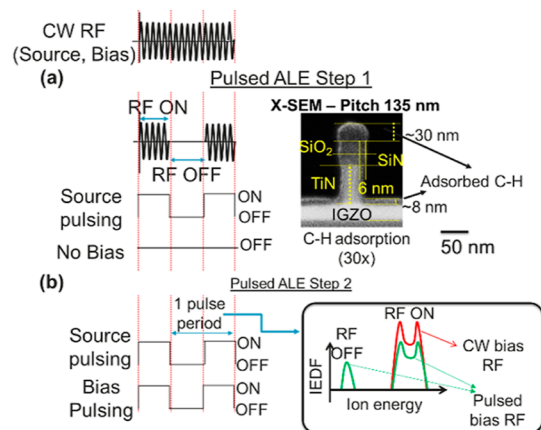 CW RF
(Source, Bias)
(a)
Pulsed ALE Step 1
RF ON
RF OFF
Source
pulsing
ON
OFF
No Bias
OFF
X-SEM – Pitch 135 nm
~30 nm
SiO2
SiN
TiN
6 nm
Adsorbed C-H
~8 nm
IGZO
C-H adsorption
(30x)
50 nm
(b)
Pulsed ALE Step 2
1 pulse
period
Source
pulsing
ON
OFF
Bias
Pulsing
ON
OFF
RF ON
RF
OFF
IEDF
CW bias
RF
Ion energy
Pulsed
bias RF